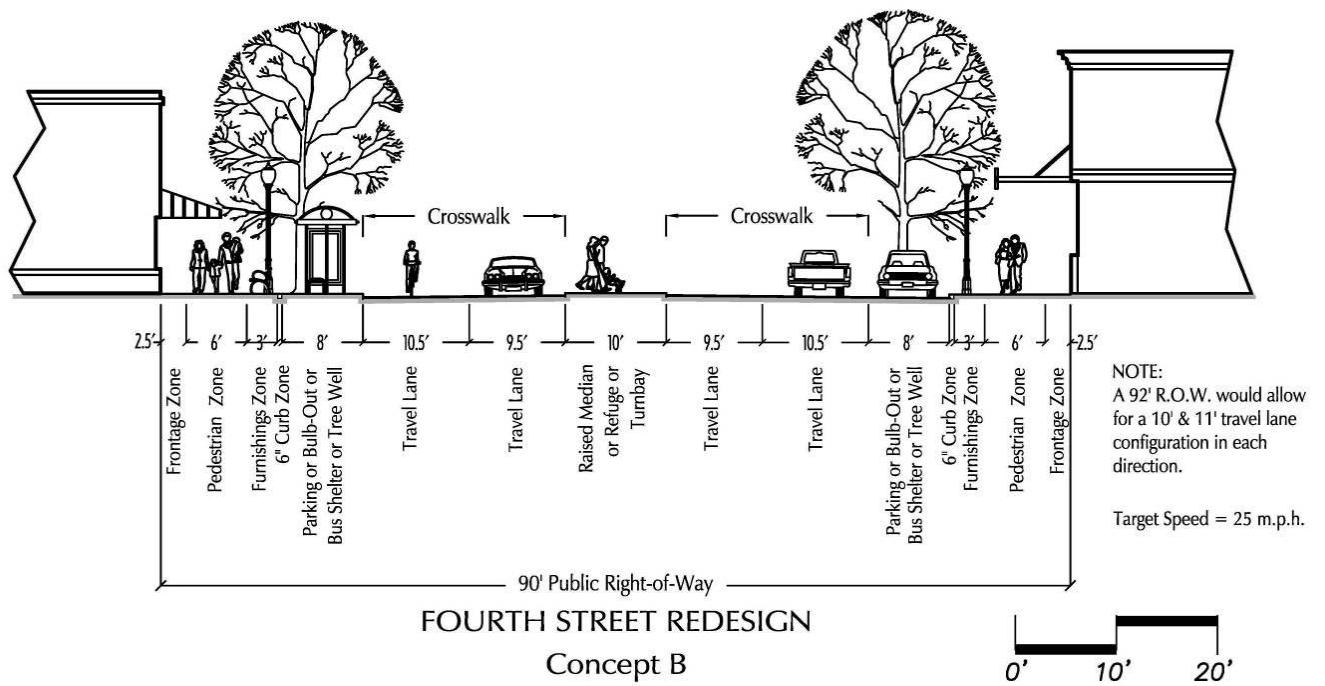 Crosswalk
Crosswalk
2.5'
6'
3'
8'
10.5'
9.5'
10'
9.5'
10.5'
8'
3'
6'
2.5'
Frontage Zone
Pedestrian Zone
Furnishings Zone
6" Curb Zone
Parking or Bulb-Out or
Bus Shelter or Tree Well
Travel Lane
Travel Lane
Raised Median
or Refuge or
Turnbay
Travel Lane
Travel Lane
Parking or Bulb-Out or
Bus Shelter or Tree Well
6" Curb Zone
Furnishings Zone
Pedestrian Zone
Frontage Zone
NOTE:
A 92' R.O.W. would allow
for a 10' & 11' travel lane
configuration in each
direction.
Target Speed = 25 m.p.h.
90' Public Right-of-Way
FOURTH STREET REDESIGN
Concept B
0'
10'
20'